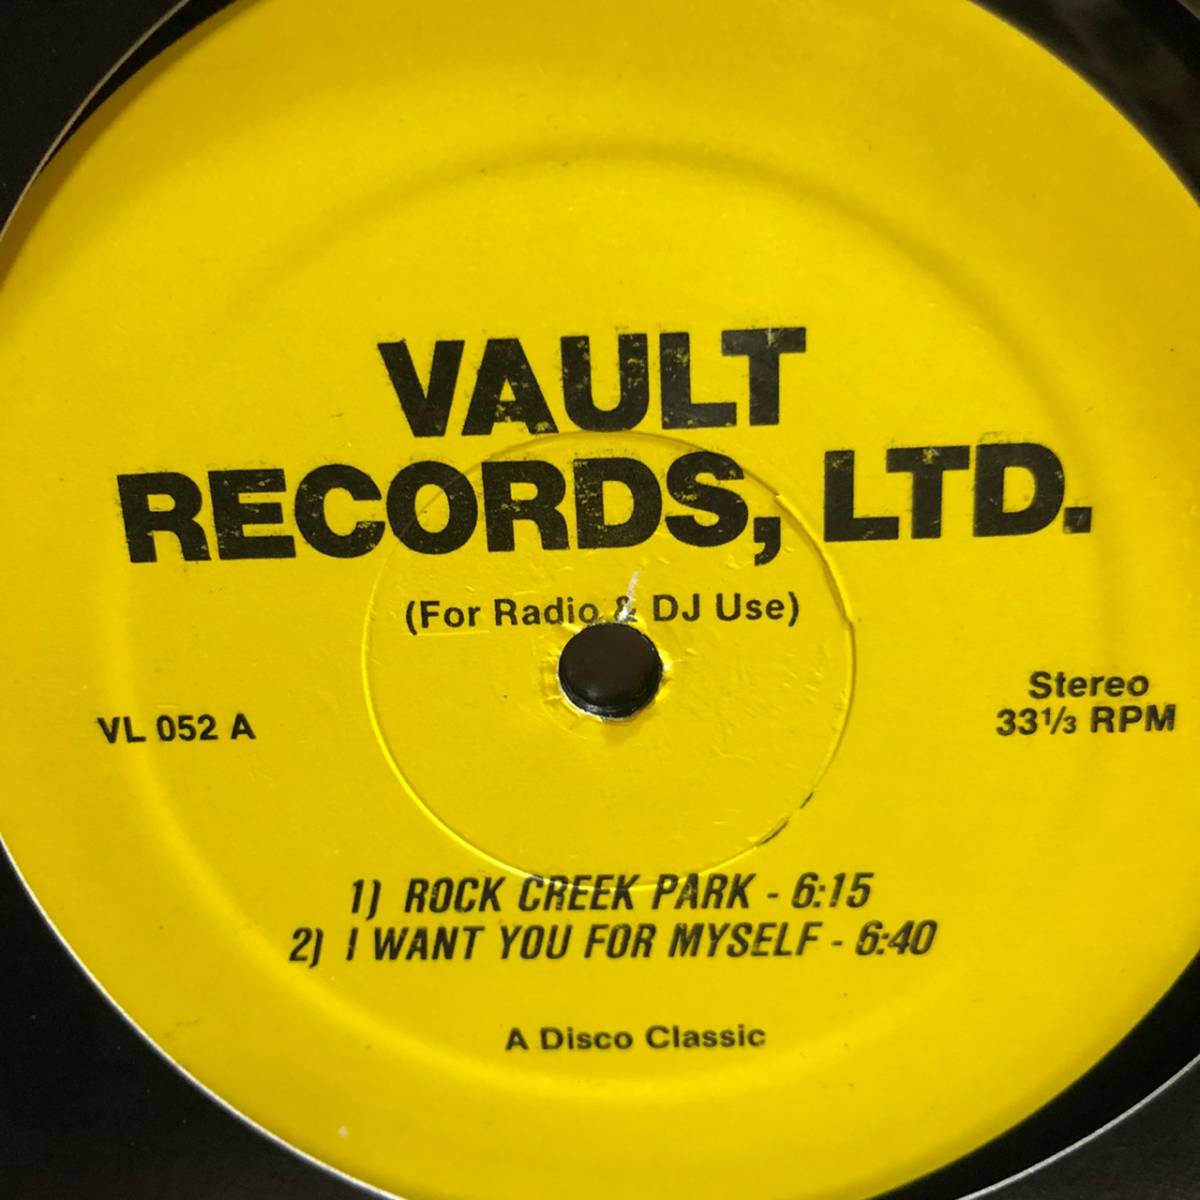 VAULT
RECORDS, LTD.
(For Radio & DJ Use)
VL 052 A
Stereo
33⅓ RPM
1) ROCK CREEK PARK - 6:15
2) I WANT YOU FOR MYSELF - 6:40
A Disco Classic